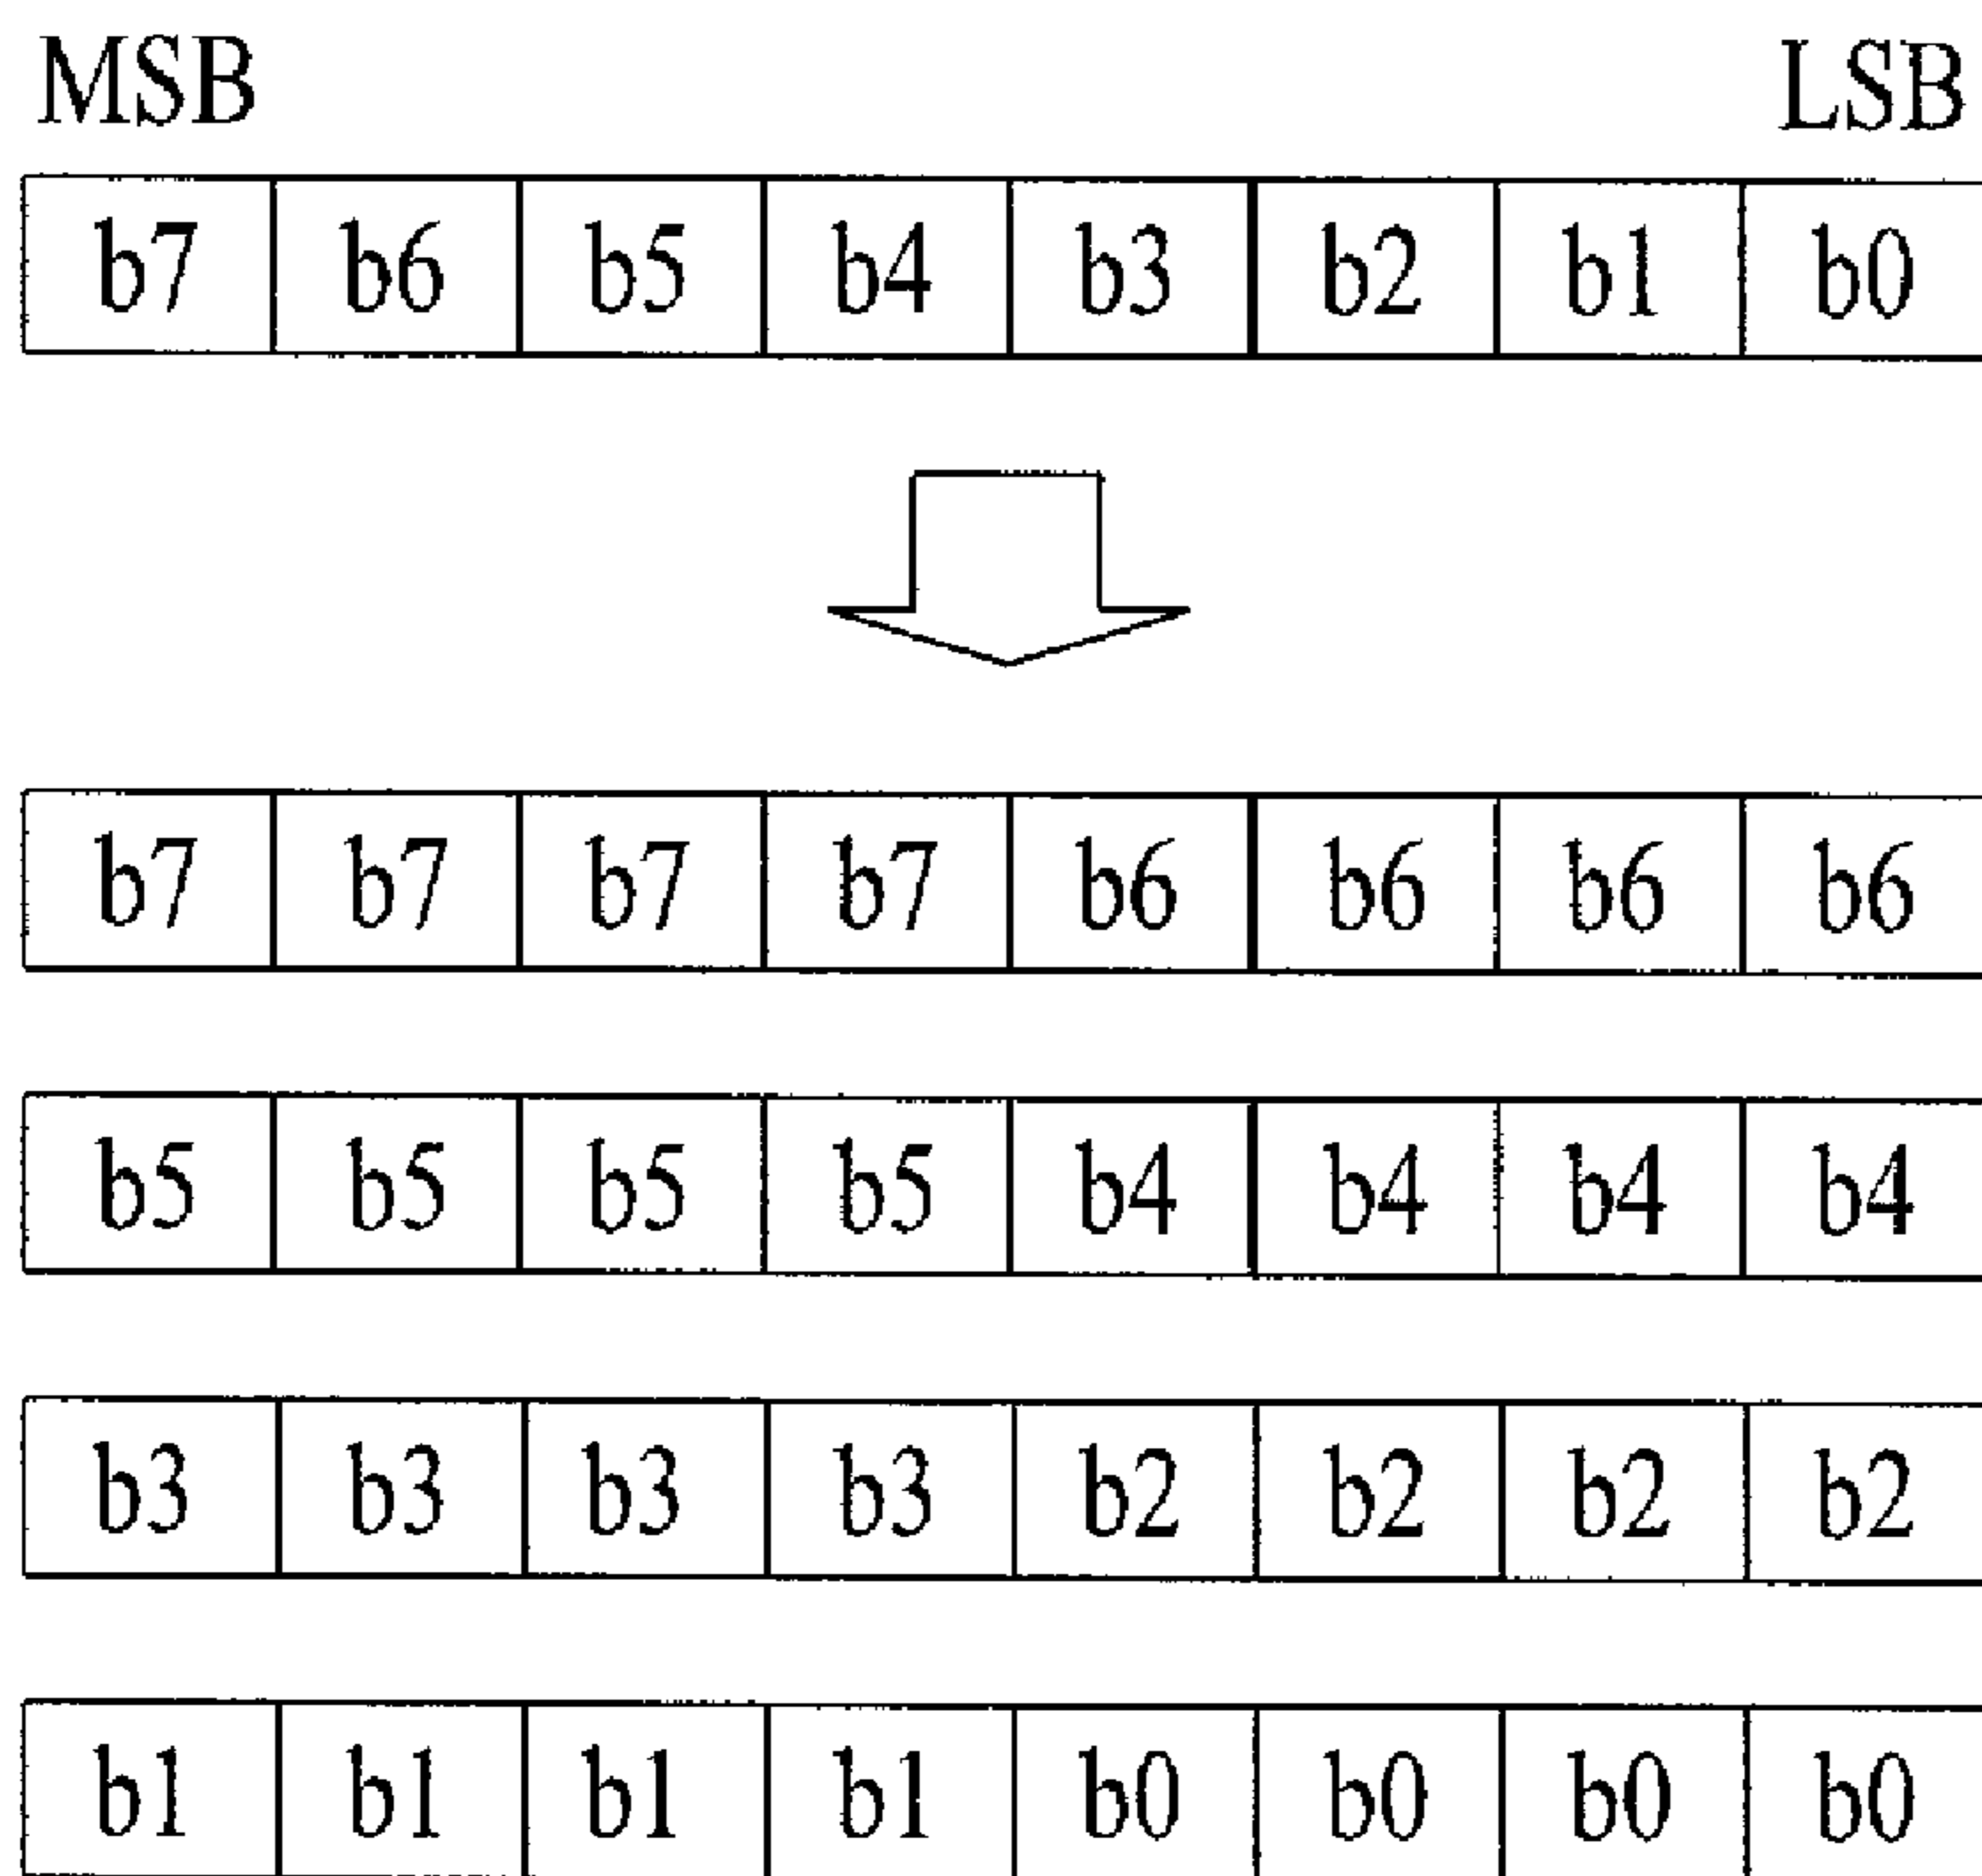 MSB LSB
b7 b6 b5 b4 b3 b2 b1 b0
b7 b7 b7 b7 b6 b6 b6 b6
b5 b5 b5 b5 b4 b4 b4 b4
b3 b3 b3 b3 b2 b2 b2 b2
b1 b1 b1 b1 b0 b0 b0 b0